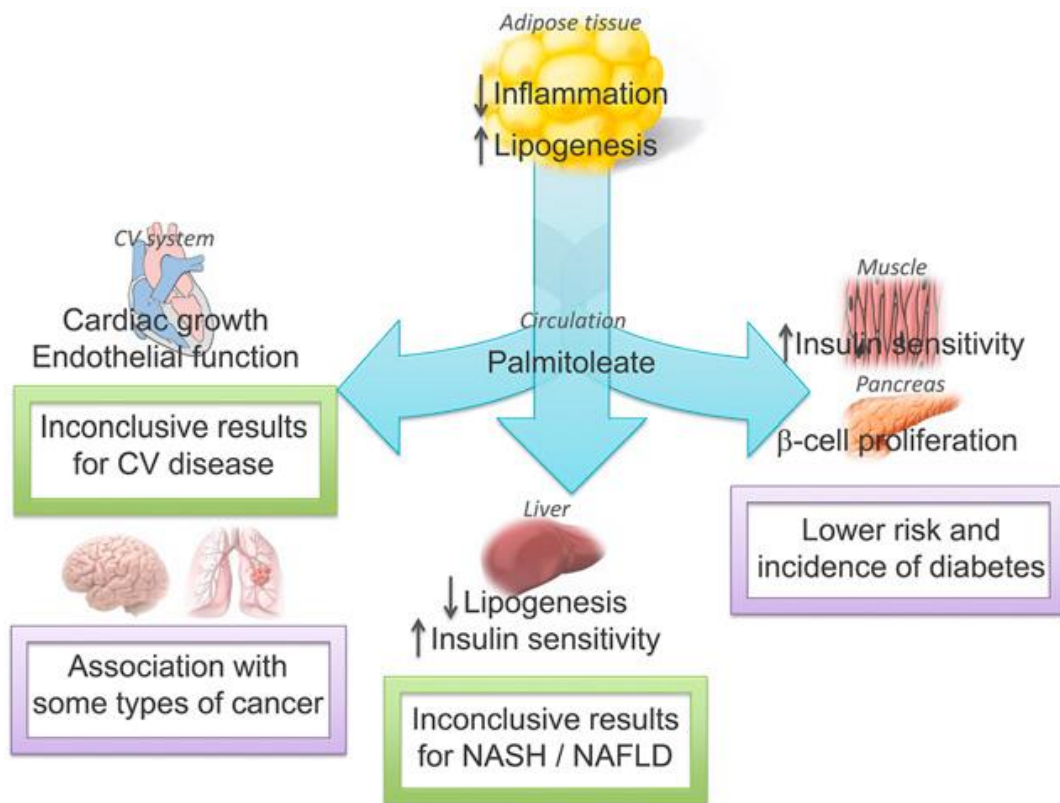 Adipose tissue
↓ Inflammation
↑ Lipogenesis
CV system
Cardiac growth
Endothelial function
Inconclusive results
for CV disease
Circulation
Palmitoleate
Muscle
↑ Insulin sensitivity
Pancreas
β-cell proliferation
Lower risk and
incidence of diabetes
Liver
↓ Lipogenesis
↑ Insulin sensitivity
Association with
some types of cancer
Inconclusive results
for NASH / NAFLD